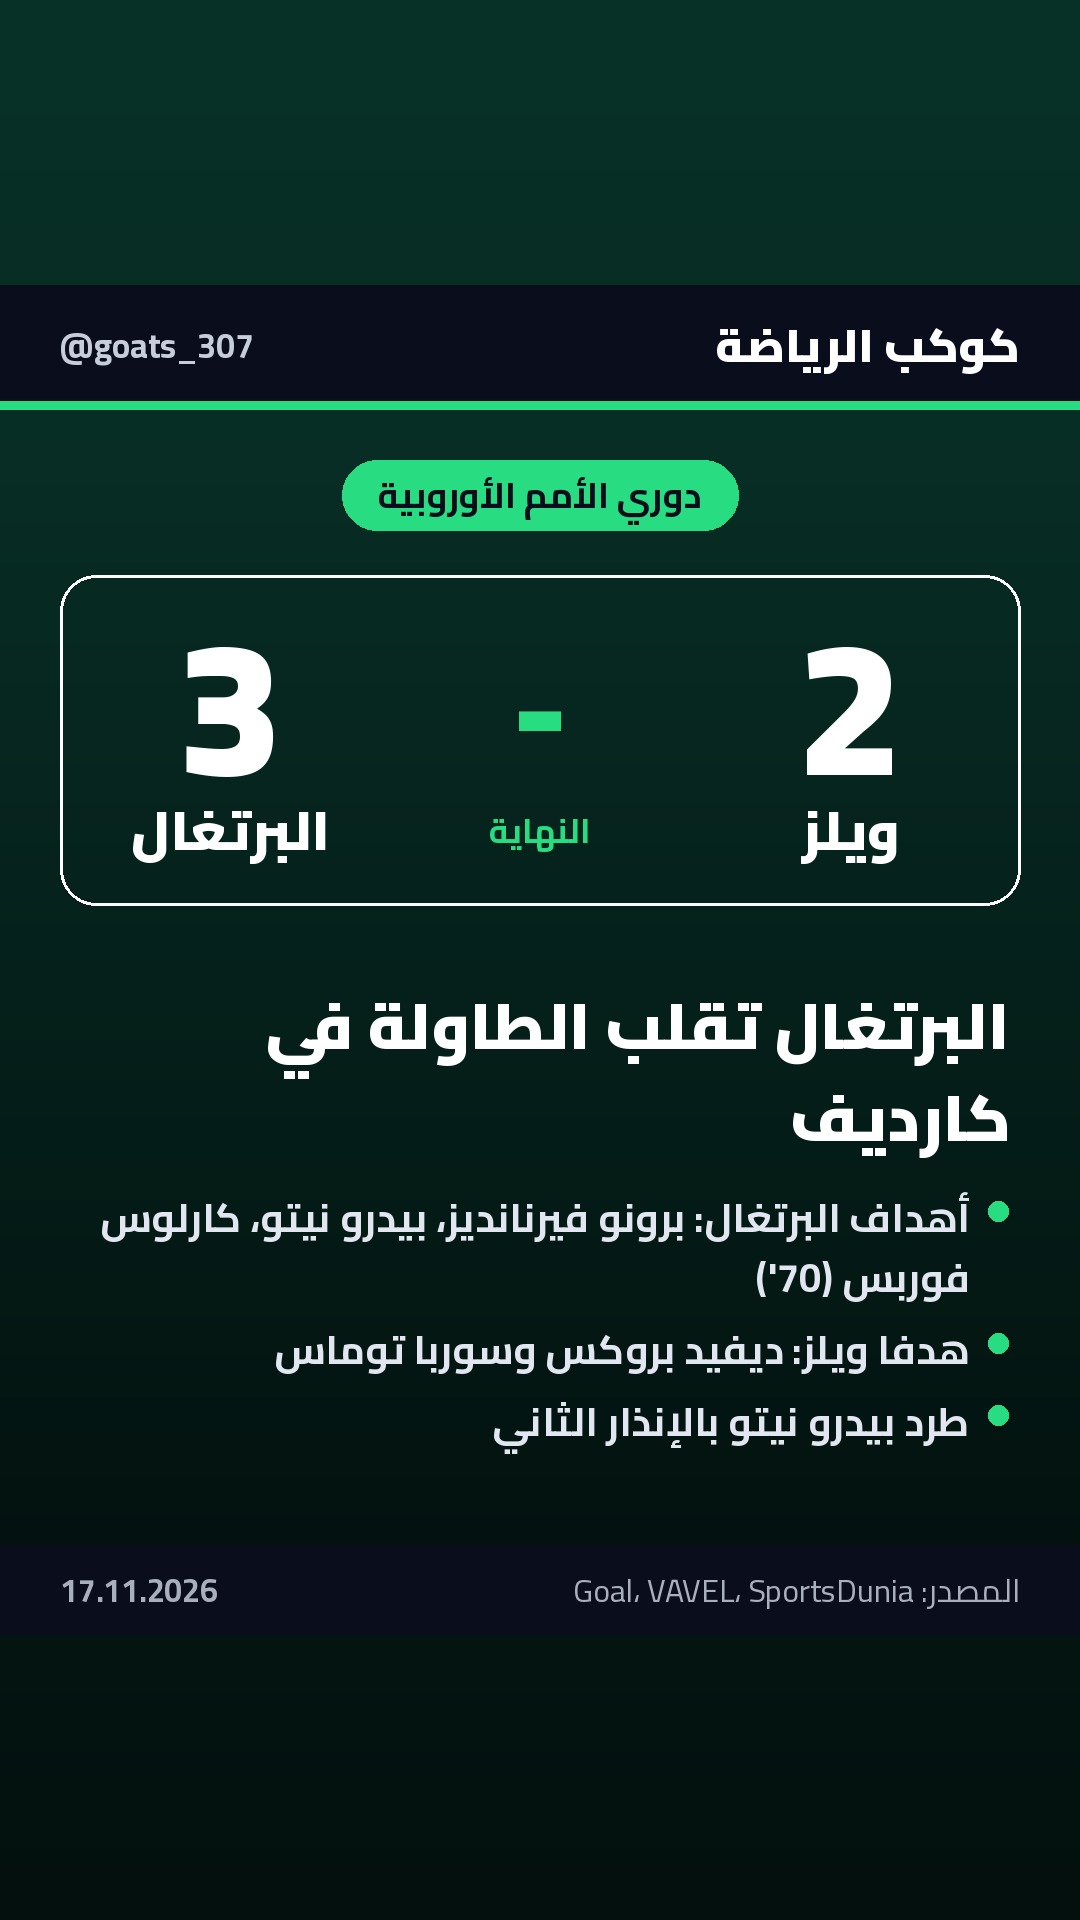 كوكب الرياضة
@goats_307
دوري الأمم الأوروبية
2 - 3
ويلز النهاية البرتغال
البرتغال تقلب الطاولة في
كارديف
أهداف البرتغال: برونو فيرنانديز، بيدرو نيتو، كارلوس
فوربس (70')
هدفا ويلز: ديفيد بروكس وسوربا توماس
طرد بيدرو نيتو بالإنذار الثاني
المصدر: Goal، VAVEL، SportsDunia
17.11.2026